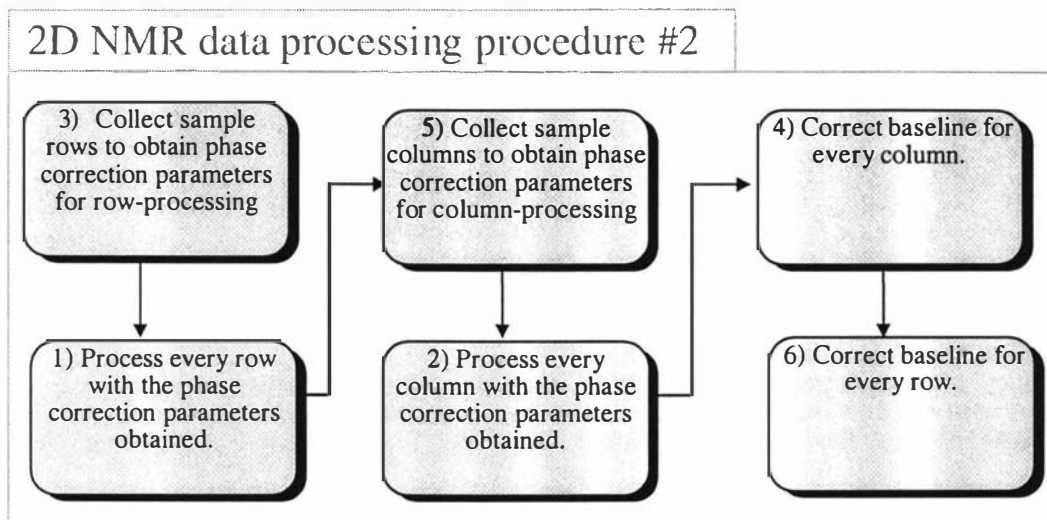 2D NMR data processing procedure #2
3) Collect sample
rows to obtain phase
correction parameters
for row-processing
1) Process every row
with the phase
correction parameters
obtained.
5) Collect sample
columns to obtain phase
correction parameters
for column-processing
2) Process every
column with the phase
correction parameters
obtained.
4) Correct baseline for
every column.
6) Correct baseline for
every row.